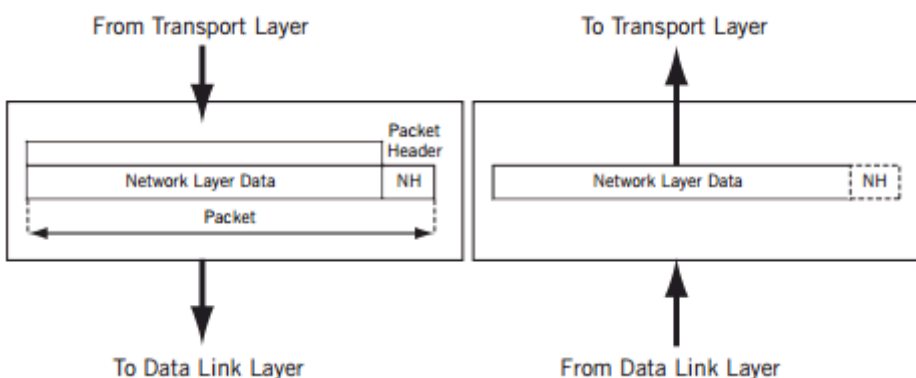 From Transport Layer
To Transport Layer
Packet
Header
Network Layer Data
NH
Packet
Network Layer Data
NH
To Data Link Layer
From Data Link Layer